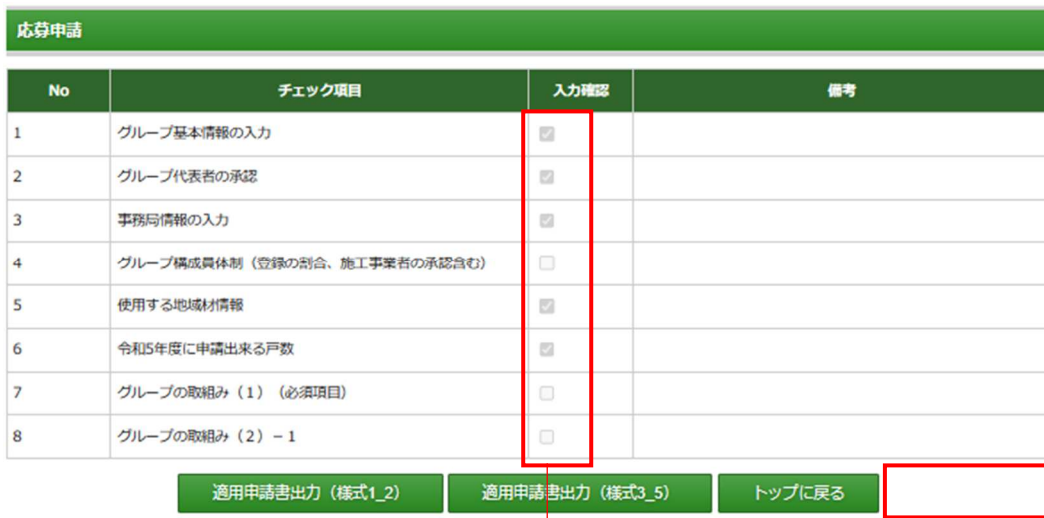 応募申請
No チェック項目 入力確認 備考
1 グループ基本情報の入力
2 グループ代表者の承認
3 事務局情報の入力
4 グループ構成員体制（登録の割合、施工事業者の承認含む）
5 使用する地域材情報
6 令和5年度に申請出来る戸数
7 グループの取組み（1）（必須項目）
8 グループの取組み（2）－1
適用申請書出力（様式1_2） 適用申請書出力（様式3_5） トップに戻る